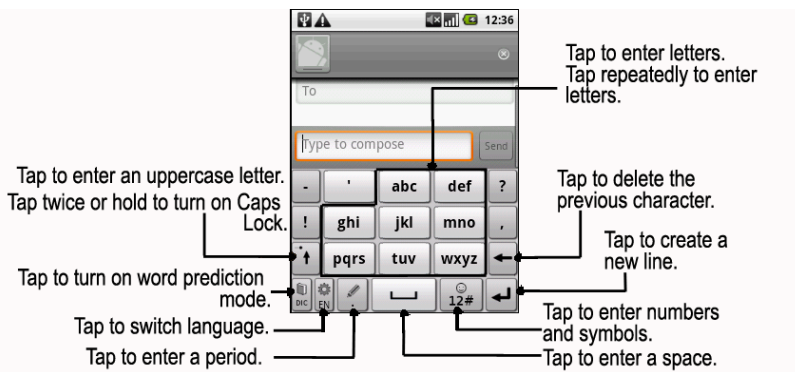 12:36
To
Type to compose
Send
- ' abc def ?
! ghi jkl mno ,
pqrs tuv wxyz
DIC EN . 12#
Tap to enter letters.
Tap repeatedly to enter
letters.
Tap to enter an uppercase letter.
Tap twice or hold to turn on Caps
Lock.
Tap to delete the
previous character.
Tap to create a
new line.
Tap to turn on word prediction
mode.
Tap to switch language.
Tap to enter a period.
Tap to enter numbers
and symbols.
Tap to enter a space.